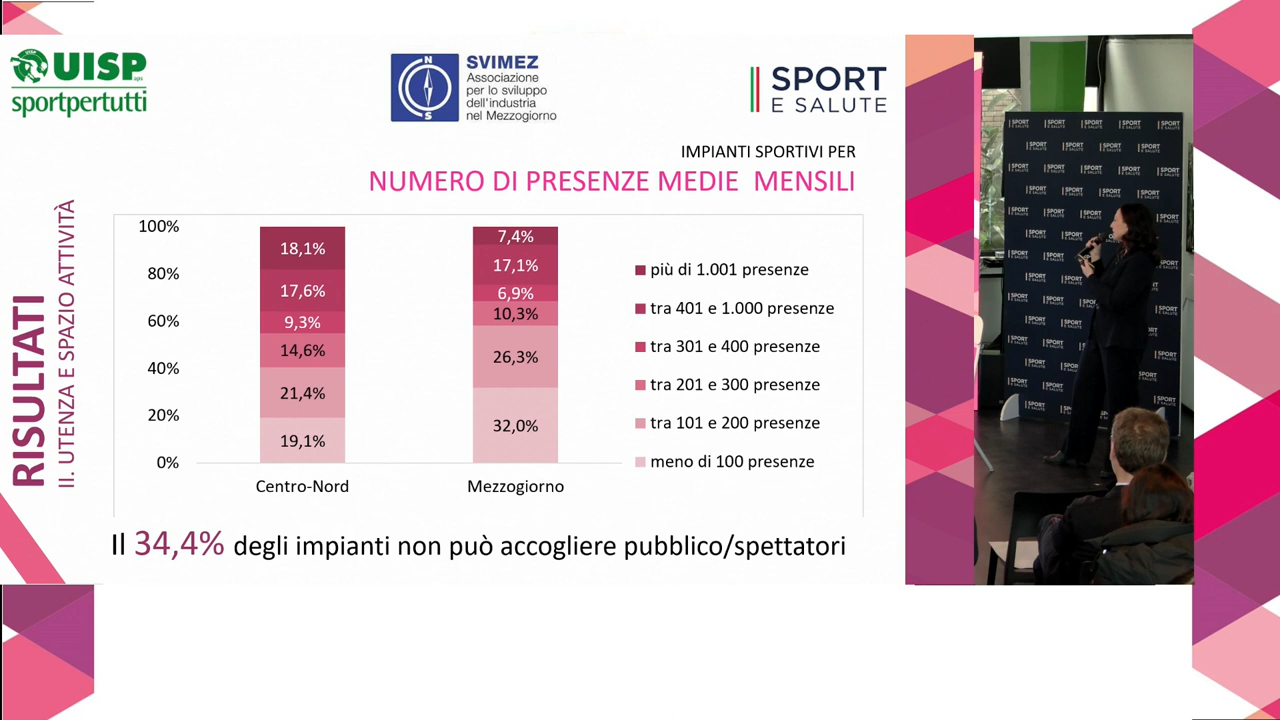 UISP
aps
sportpertutti
SVIMEZ
Associazione
per lo sviluppo
dell'industria
nel Mezzogiorno
N
S
SPORT
E SALUTE
IMPIANTI SPORTIVI PER
NUMERO DI PRESENZE MEDIE MENSILI
RISULTATI
II. UTENZA E SPAZIO ATTIVITÀ
100%
80%
60%
40%
20%
0%
18,1%
17,6%
9,3%
14,6%
21,4%
19,1%
Centro-Nord
7,4%
17,1%
6,9%
10,3%
26,3%
32,0%
Mezzogiorno
più di 1.001 presenze
tra 401 e 1.000 presenze
tra 301 e 400 presenze
tra 201 e 300 presenze
tra 101 e 200 presenze
meno di 100 presenze
Il 34,4% degli impianti non può accogliere pubblico/spettatori
SPORT
E SALUTE